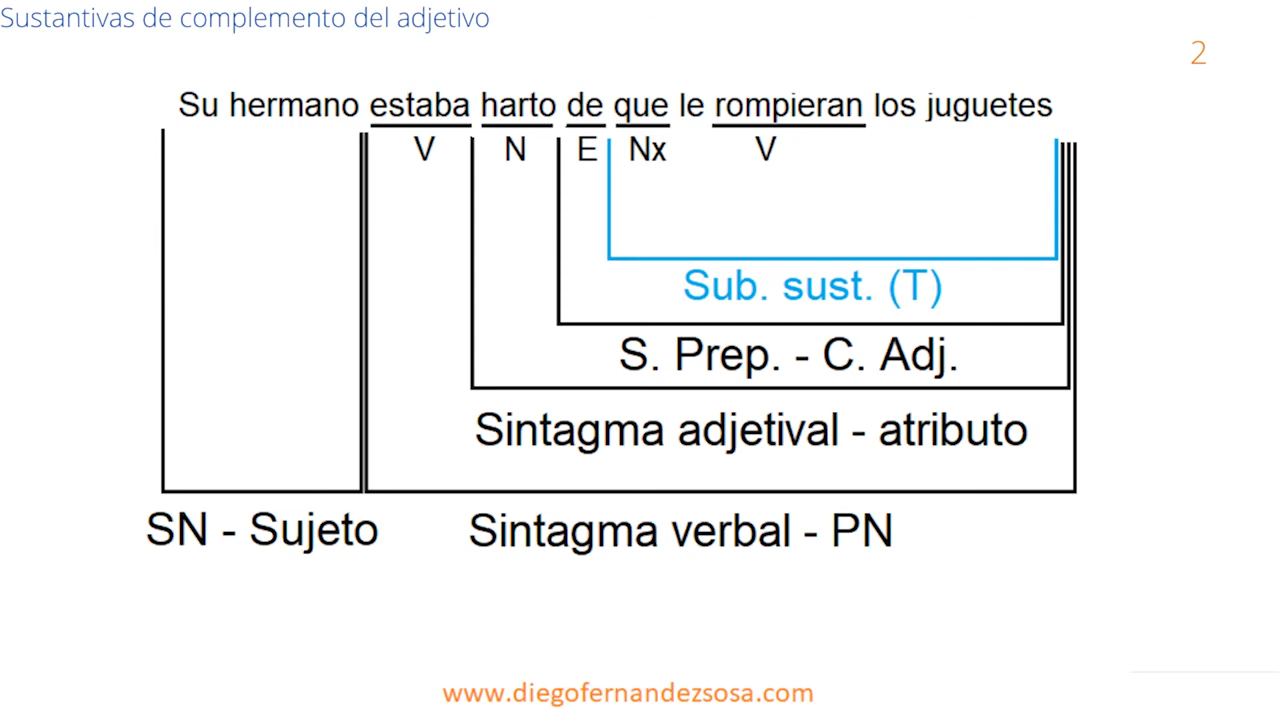 Sustantivas de complemento del adjetivo
2
Su hermano estaba harto de que le rompieran los juguetes
V N E Nx V
Sub. sust. (T)
S. Prep. - C. Adj.
Sintagma adjetival - atributo
SN - Sujeto Sintagma verbal - PN
www.diegofernandezsosa.com